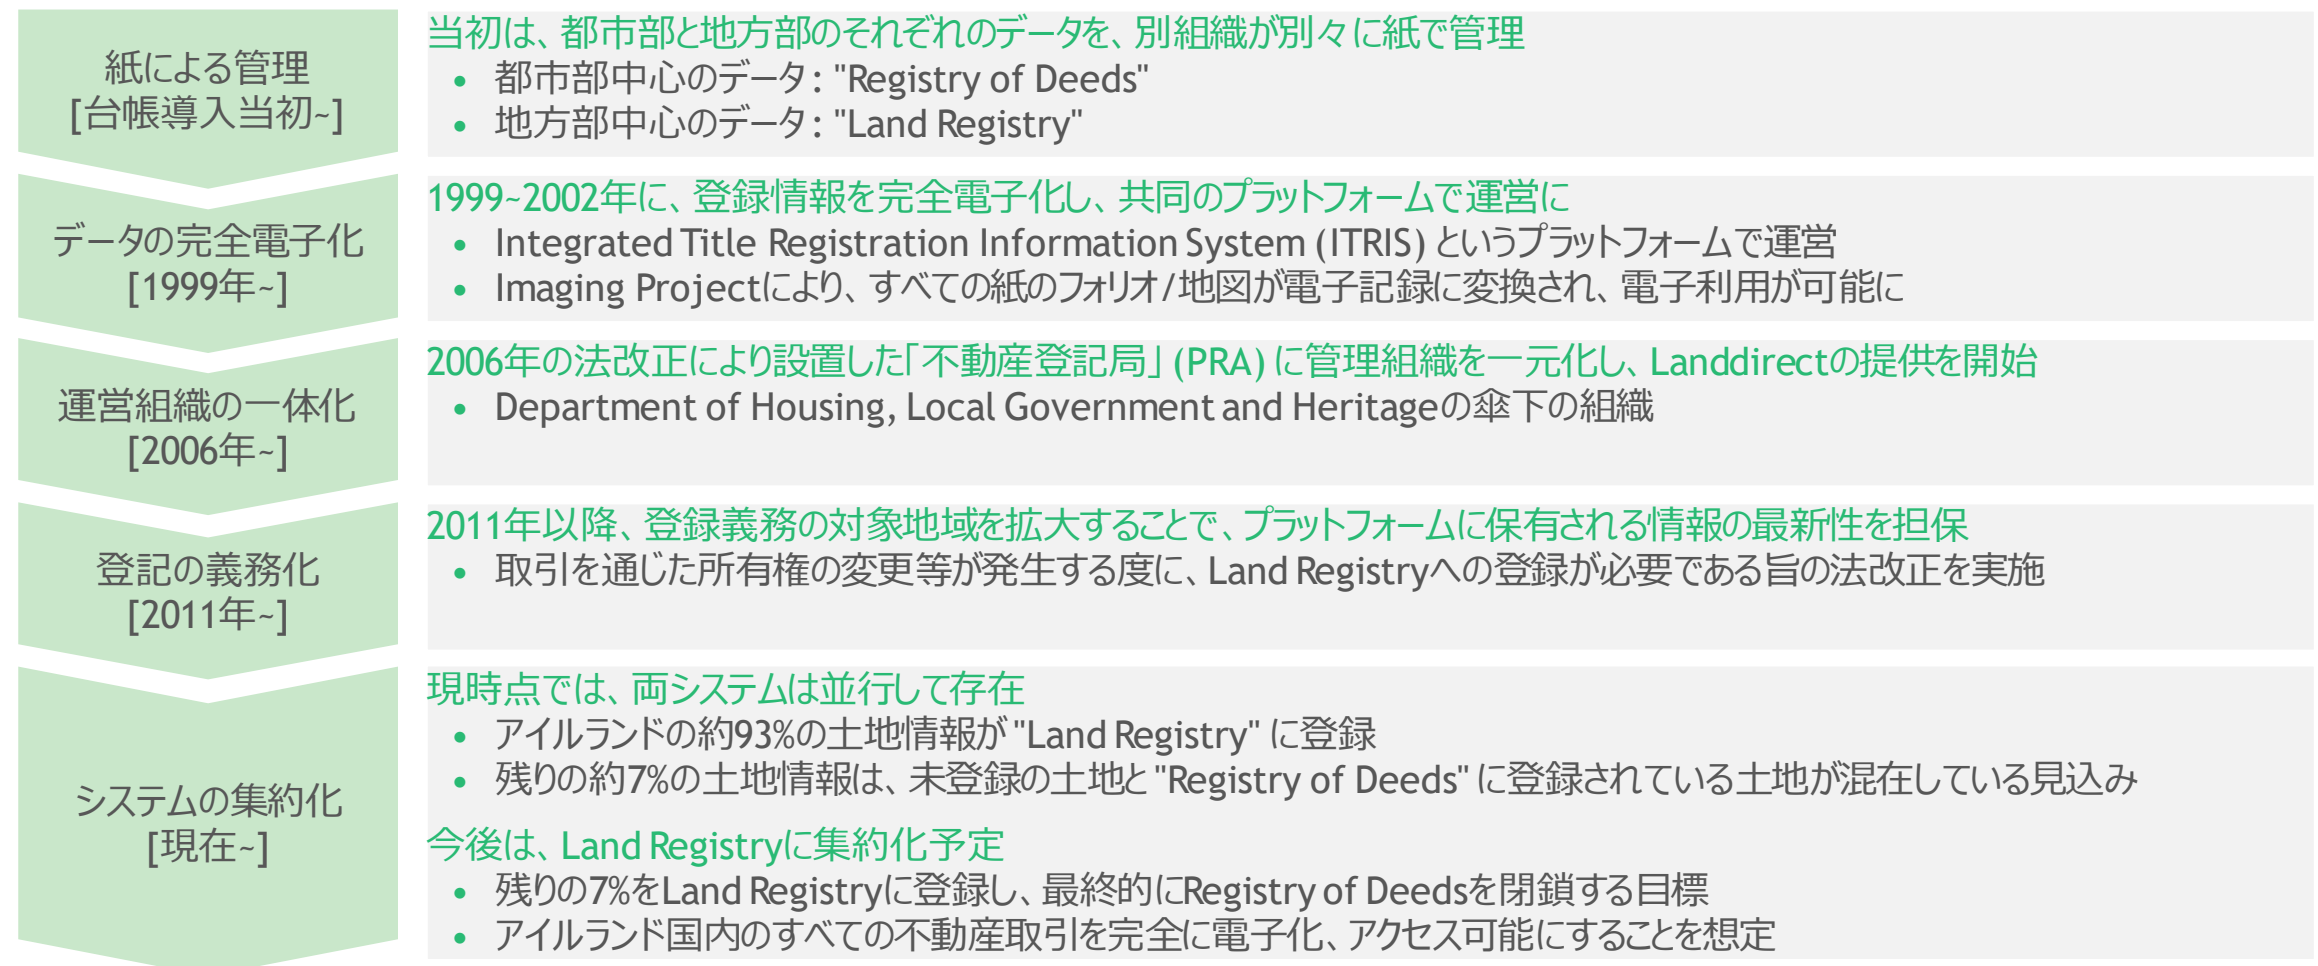 紙による管理
[台帳導入当初~]
当初は、都市部と地方部のそれぞれのデータを、別組織が別々に紙で管理
• 都市部中心のデータ: "Registry of Deeds"
• 地方部中心のデータ: "Land Registry"
データの完全電子化
[1999年~]
1999~2002年に、登録情報を完全電子化し、共同のプラットフォームで運営に
• Integrated Title Registration Information System (ITRIS) というプラットフォームで運営
• Imaging Projectにより、すべての紙のフォリオ/地図が電子記録に変換され、電子利用が可能に
運営組織の一体化
[2006年~]
2006年の法改正により設置した「不動産登記局」(PRA) に管理組織を一元化し、Landdirectの提供を開始
• Department of Housing, Local Government and Heritageの傘下の組織
登記の義務化
[2011年~]
2011年以降、登録義務の対象地域を拡大することで、プラットフォームに保有される情報の最新性を担保
• 取引を通じた所有権の変更等が発生する度に、Land Registryへの登録が必要である旨の法改正を実施
システムの集約化
[現在~]
現時点では、両システムは並行して存在
• アイルランドの約93%の土地情報が "Land Registry" に登録
• 残りの約7%の土地情報は、未登録の土地と "Registry of Deeds" に登録されている土地が混在している見込み
今後は、Land Registryに集約化予定
• 残りの7%をLand Registryに登録し、最終的にRegistry of Deedsを閉鎖する目標
• アイルランド国内のすべての不動産取引を完全に電子化、アクセス可能にすることを想定